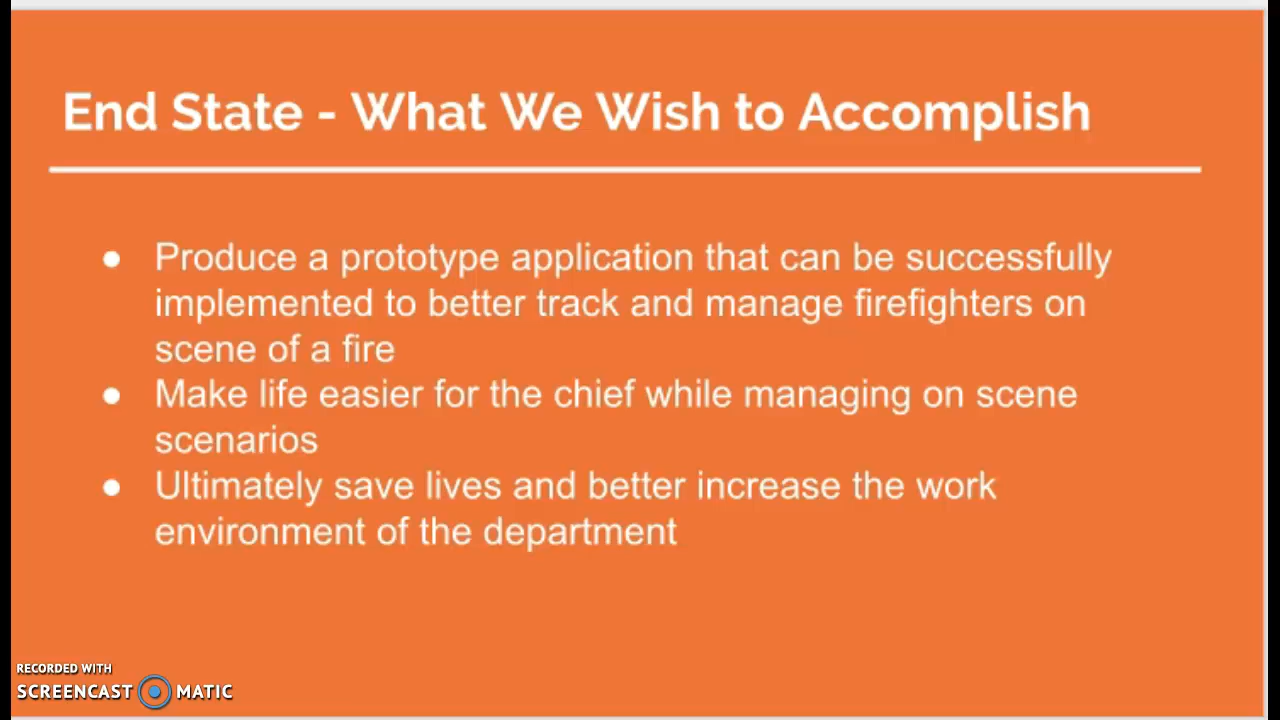 End State - What We Wish to Accomplish
● Produce a prototype application that can be successfully
implemented to better track and manage firefighters on
scene of a fire
● Make life easier for the chief while managing on scene
scenarios
● Ultimately save lives and better increase the work
environment of the department
RECORDED WITH
SCREENCAST MATIC